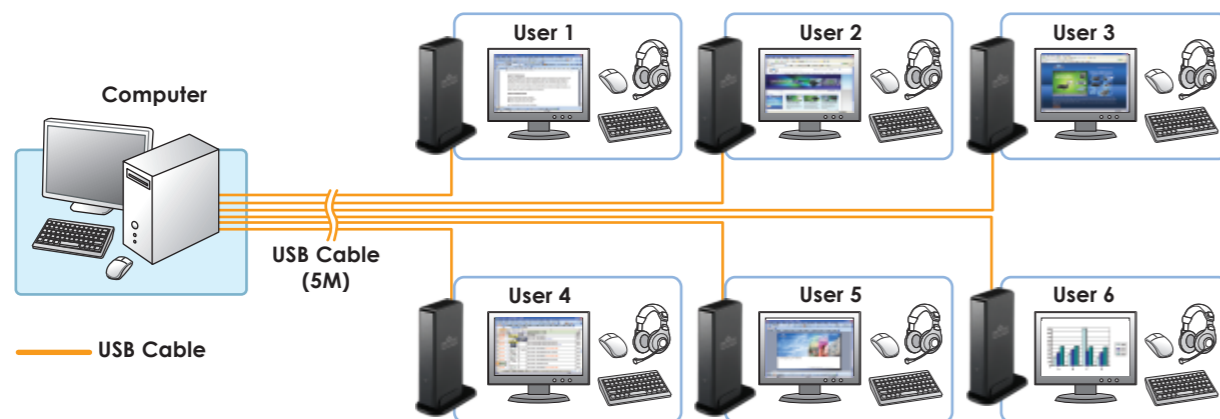 User 1
User 2
User 3
Computer
USB Cable
(5M)
User 4
User 5
User 6
USB Cable